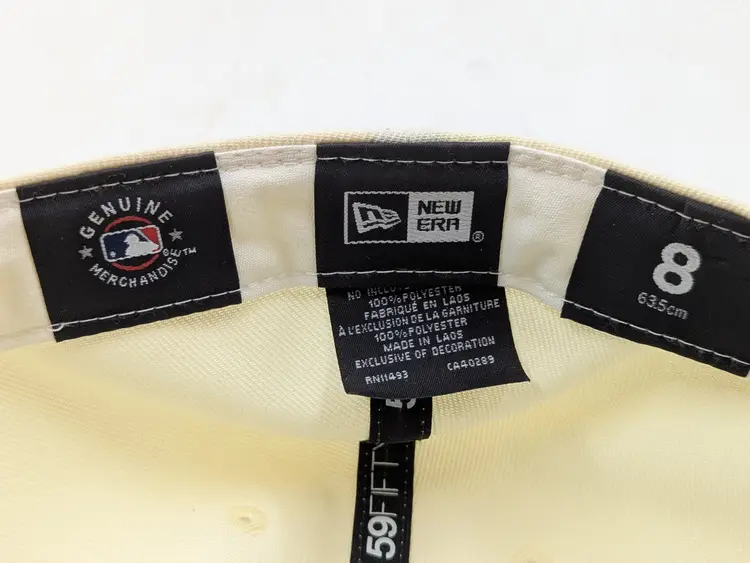 GENUINE
MERCHANDISE™
NEW
ERA®
8
63.5cm
NO INCLU
100% POLYESTER
FABRIQUÉ EN LAOS
À L'EXCLUSION DE LA GARNITURE
100% POLYESTER
MADE IN LAOS
EXCLUSIVE OF DECORATION
RN11493 CA40289
59FIFTY